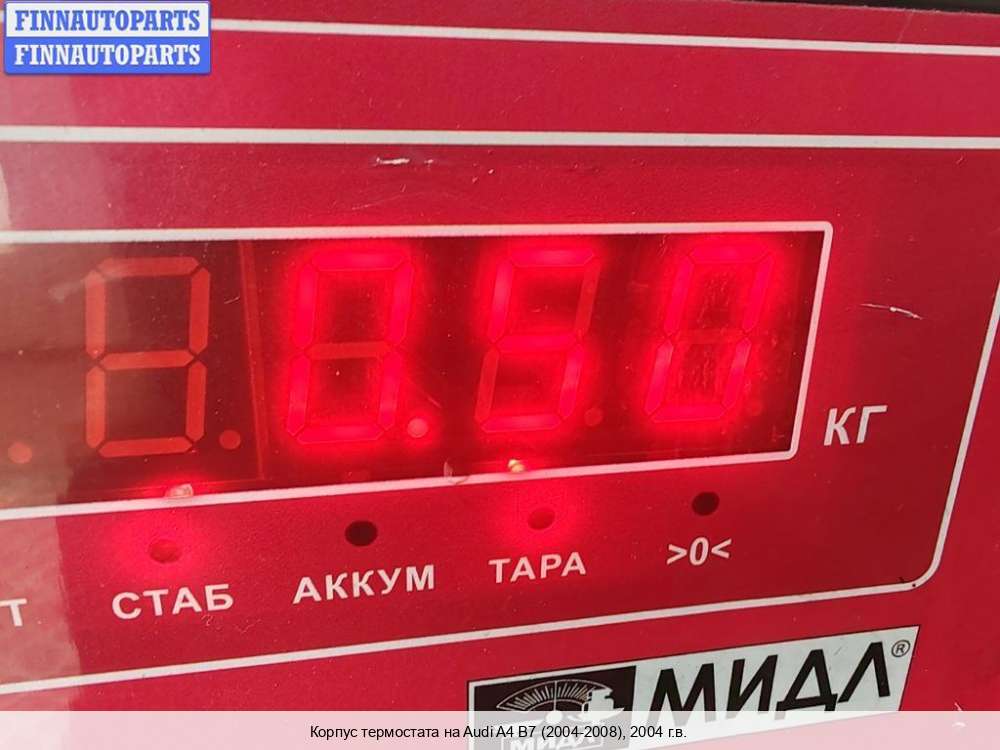 FINNAUTOPARTS
FINNAUTOPARTS
0.50
КГ
Т СТАБ АККУМ ТАРА >0<
МИДЛ®
МИДЛ
Корпус термостата на Audi A4 B7 (2004-2008), 2004 г.в.